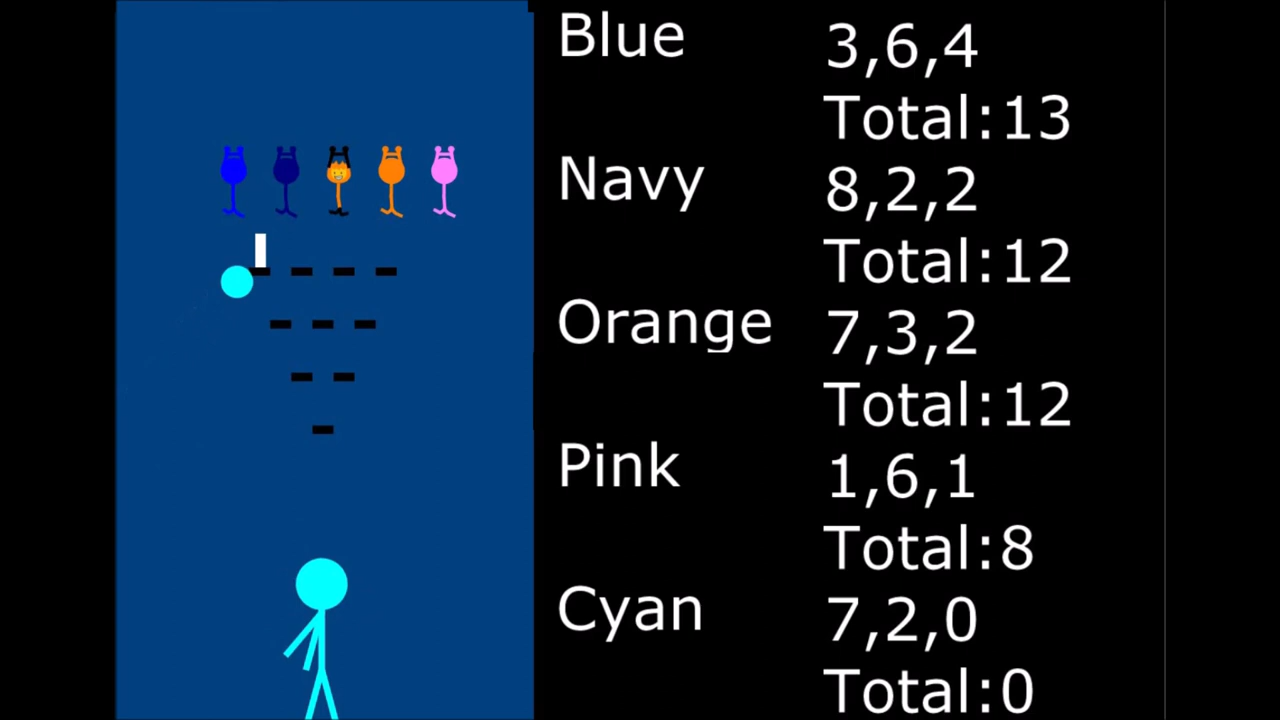 Blue 3,6,4
Total:13
Navy 8,2,2
Total:12
Orange 7,3,2
Total:12
Pink 1,6,1
Total:8
Cyan 7,2,0
Total:0